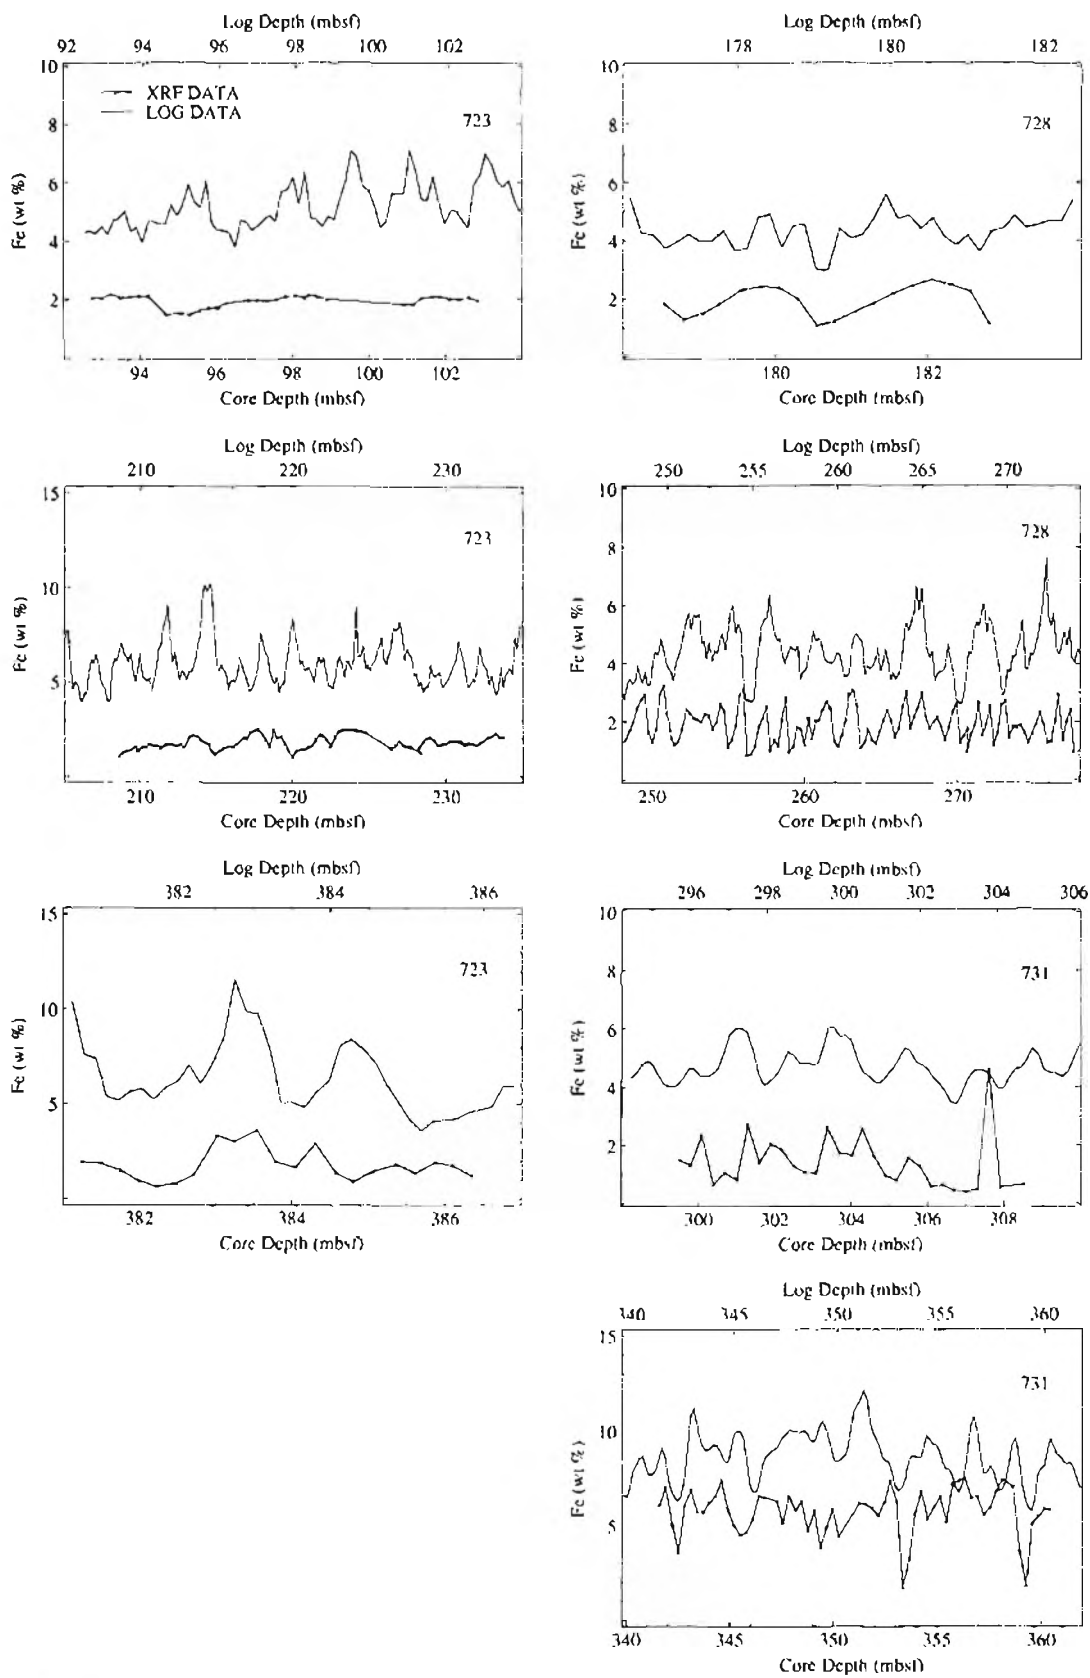 Log Depth (mbsf)
92 94 96 98 100 102
10
8
6
4
2
Fe (wt %)
XRF DATA
LOG DATA
723
94 96 98 100 102
Core Depth (mbsf)
Log Depth (mbsf)
178 180 182
10
8
6
4
2
Fe (wt %)
728
180 182
Core Depth (mbsf)
Log Depth (mbsf)
210 220 230
15
10
5
Fe (wt %)
723
210 220 230
Core Depth (mbsf)
Log Depth (mbsf)
250 255 260 265 270
10
8
6
4
2
Fe (wt %)
728
250 260 270
Core Depth (mbsf)
Log Depth (mbsf)
382 384 386
15
10
5
Fe (wt %)
723
382 384 386
Core Depth (mbsf)
Log Depth (mbsf)
296 298 300 302 304 306
10
8
6
4
2
Fe (wt %)
731
300 302 304 306 308
Core Depth (mbsf)
Log Depth (mbsf)
340 345 350 355 360
15
10
5
Fe (wt %)
731
340 345 350 355 360
Core Depth (mbsf)